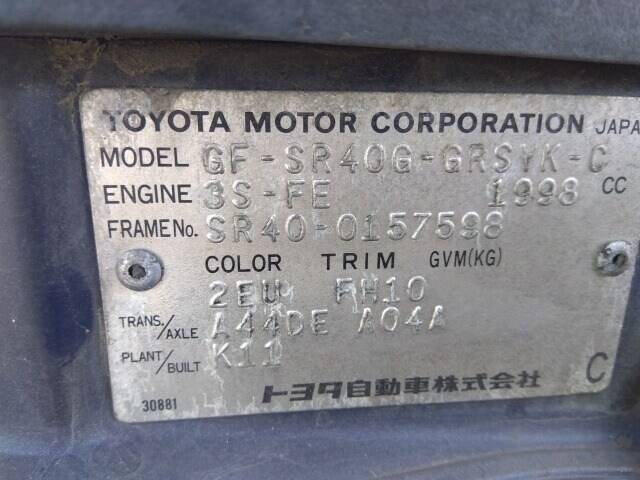 TOYOTA MOTOR CORPORATION JAPA
MODEL GF-SR40G-GRSYK-C
ENGINE 3S-FE 1998 CC
FRAME No. SR40-0157598
COLOR TRIM GVM(KG)
2EU FH10
TRANS./AXLE A44DE A04A
PLANT/BUILT K11
トヨタ自動車株式会社 C
30881